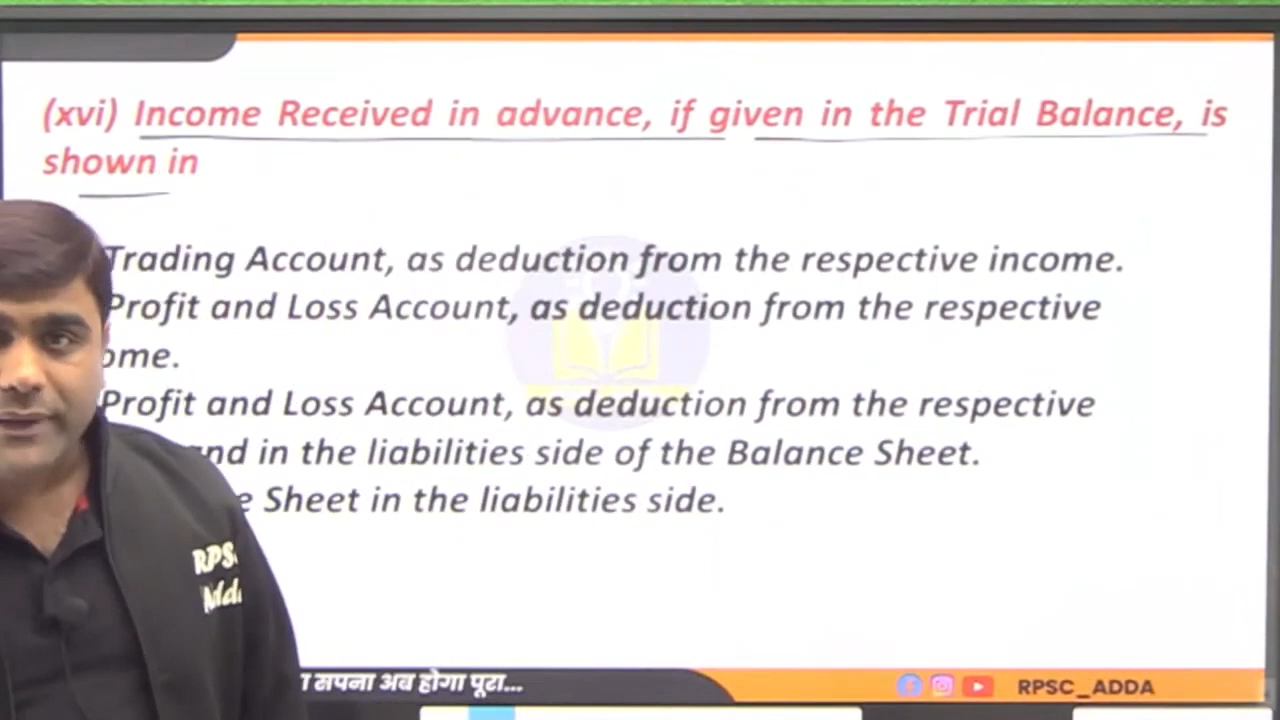 (xvi) Income Received in advance, if given in the Trial Balance, is
shown in
Trading Account, as deduction from the respective income.
Profit and Loss Account, as deduction from the respective
ome.
Profit and Loss Account, as deduction from the respective
and in the liabilities side of the Balance Sheet.
e Sheet in the liabilities side.
RPSC
Adda
सपना अब होगा पूरा...
RPSC_ADDA